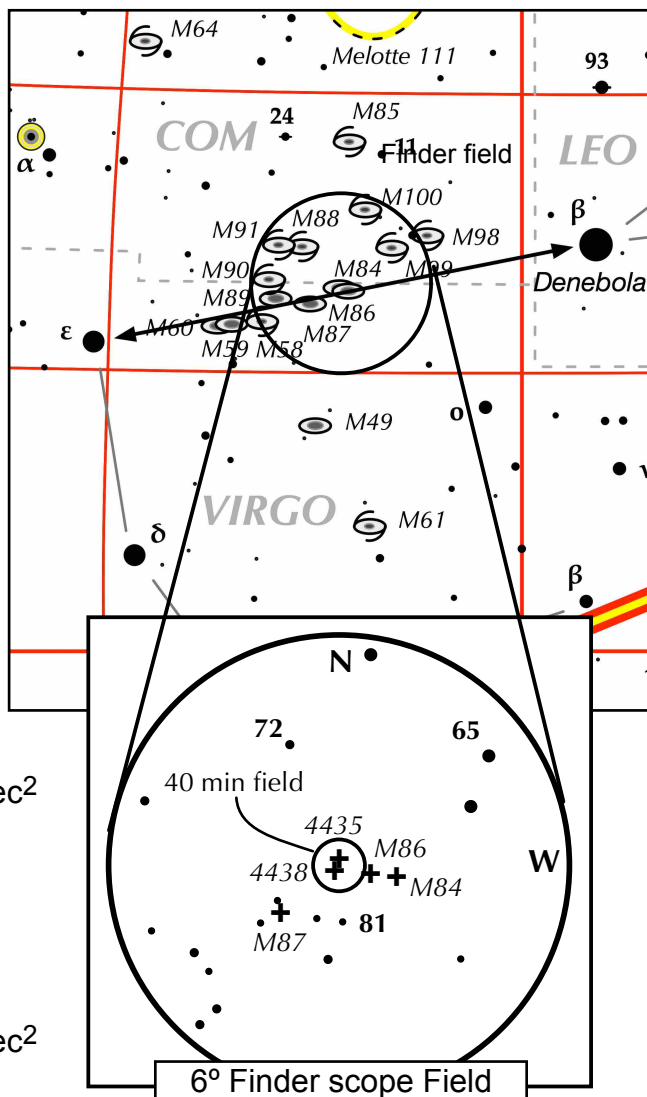 M64
Melotte 111
93
24
M85
COM
11
Finder field
LEO
α
M100
β
M91
M88
M98
M90
M84
M99
Denebola
M89
M86
ε
M60
M87
M59
M58
M49
ο
VIRGO
M61
δ
β
N
72
65
ec2
40 min field
4435
M86
W
4438
M84
M87
81
ec2
6º Finder scope Field